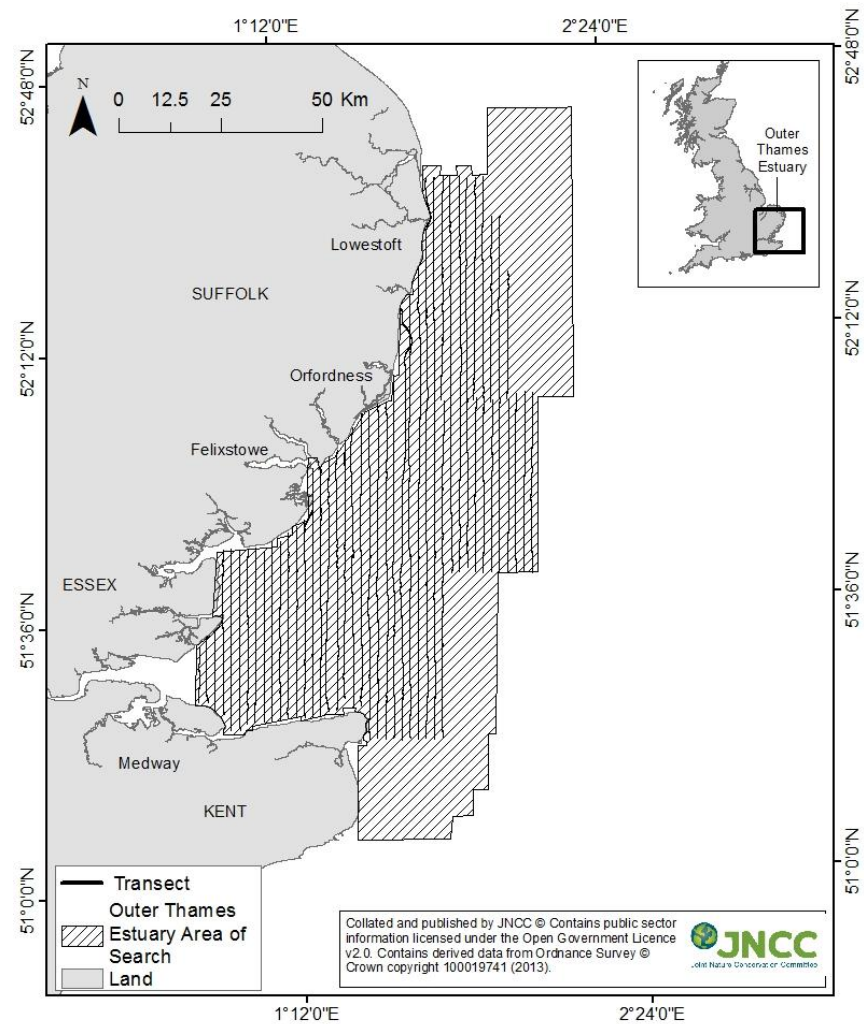 1°12'0"E
2°24'0"E
52°48'0"N
52°48'0"N
N
0 12.5 25 50 Km
Outer
Thames
Estuary
Lowestoft
SUFFOLK
52°12'0"N
52°12'0"N
Orfordness
Felixstowe
ESSEX
51°36'0"N
51°36'0"N
Medway
KENT
51°0'0"N
51°0'0"N
Transect
Outer Thames
Estuary Area of
Search
Land
Collated and published by JNCC © Contains public sector
information licensed under the Open Government Licence
v2.0. Contains derived data from Ordnance Survey ©
Crown copyright 100019741 (2013).
JNCC
Joint Nature Conservation Committee
1°12'0"E
2°24'0"E